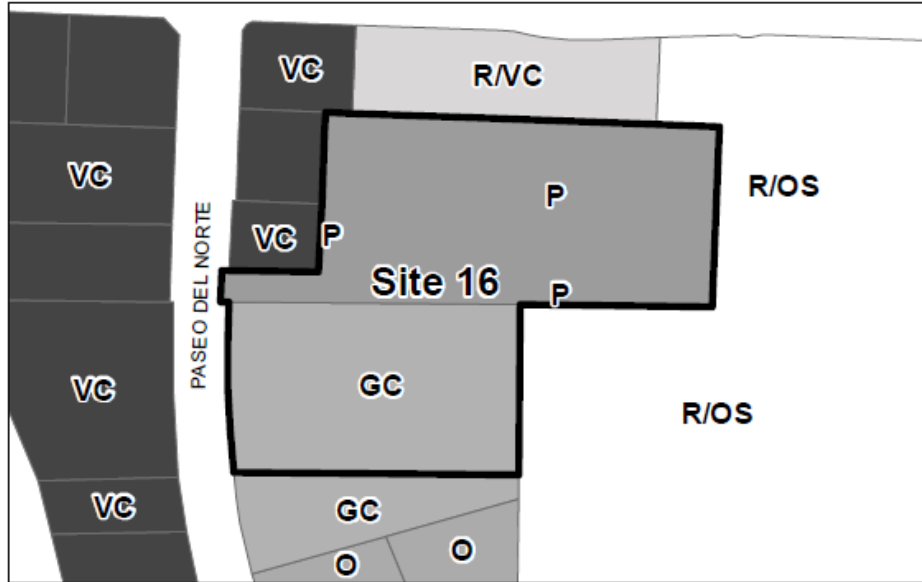 VC
R/VC
VC
P
R/OS
VC
P
PASEO DEL NORTE
Site 16
P
VC
GC
R/OS
VC
GC
O
O